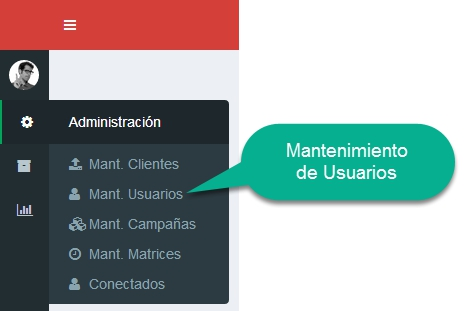 Administración
Mant. Clientes
Mant. Usuarios
Mant. Campañas
Mant. Matrices
Conectados
Mantenimiento
de Usuarios